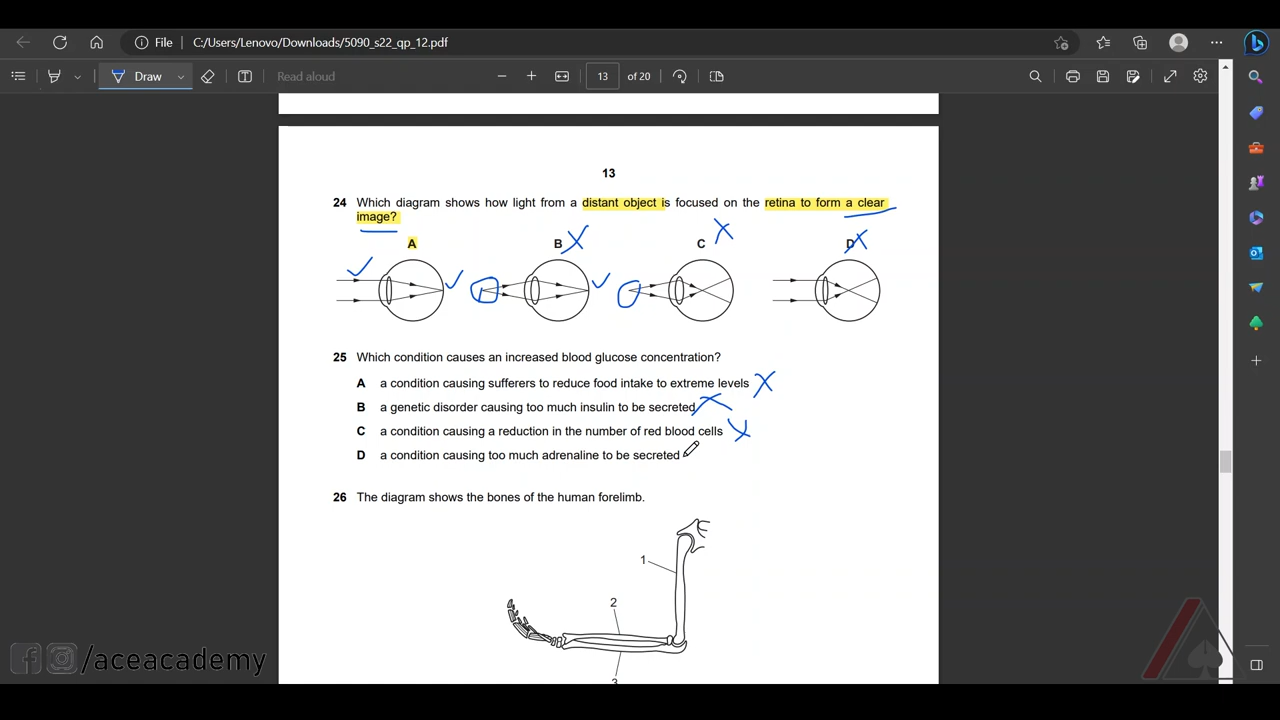 File
C:/Users/Lenovo/Downloads/5090_s22_qp_12.pdf
Draw
Read aloud
13
of 20
13
24 Which diagram shows how light from a distant object is focused on the retina to form a clear
image?
A B C D
25 Which condition causes an increased blood glucose concentration?
A a condition causing sufferers to reduce food intake to extreme levels
B a genetic disorder causing too much insulin to be secreted
C a condition causing a reduction in the number of red blood cells
D a condition causing too much adrenaline to be secreted
26 The diagram shows the bones of the human forelimb.
1
2
3
/aceacademy